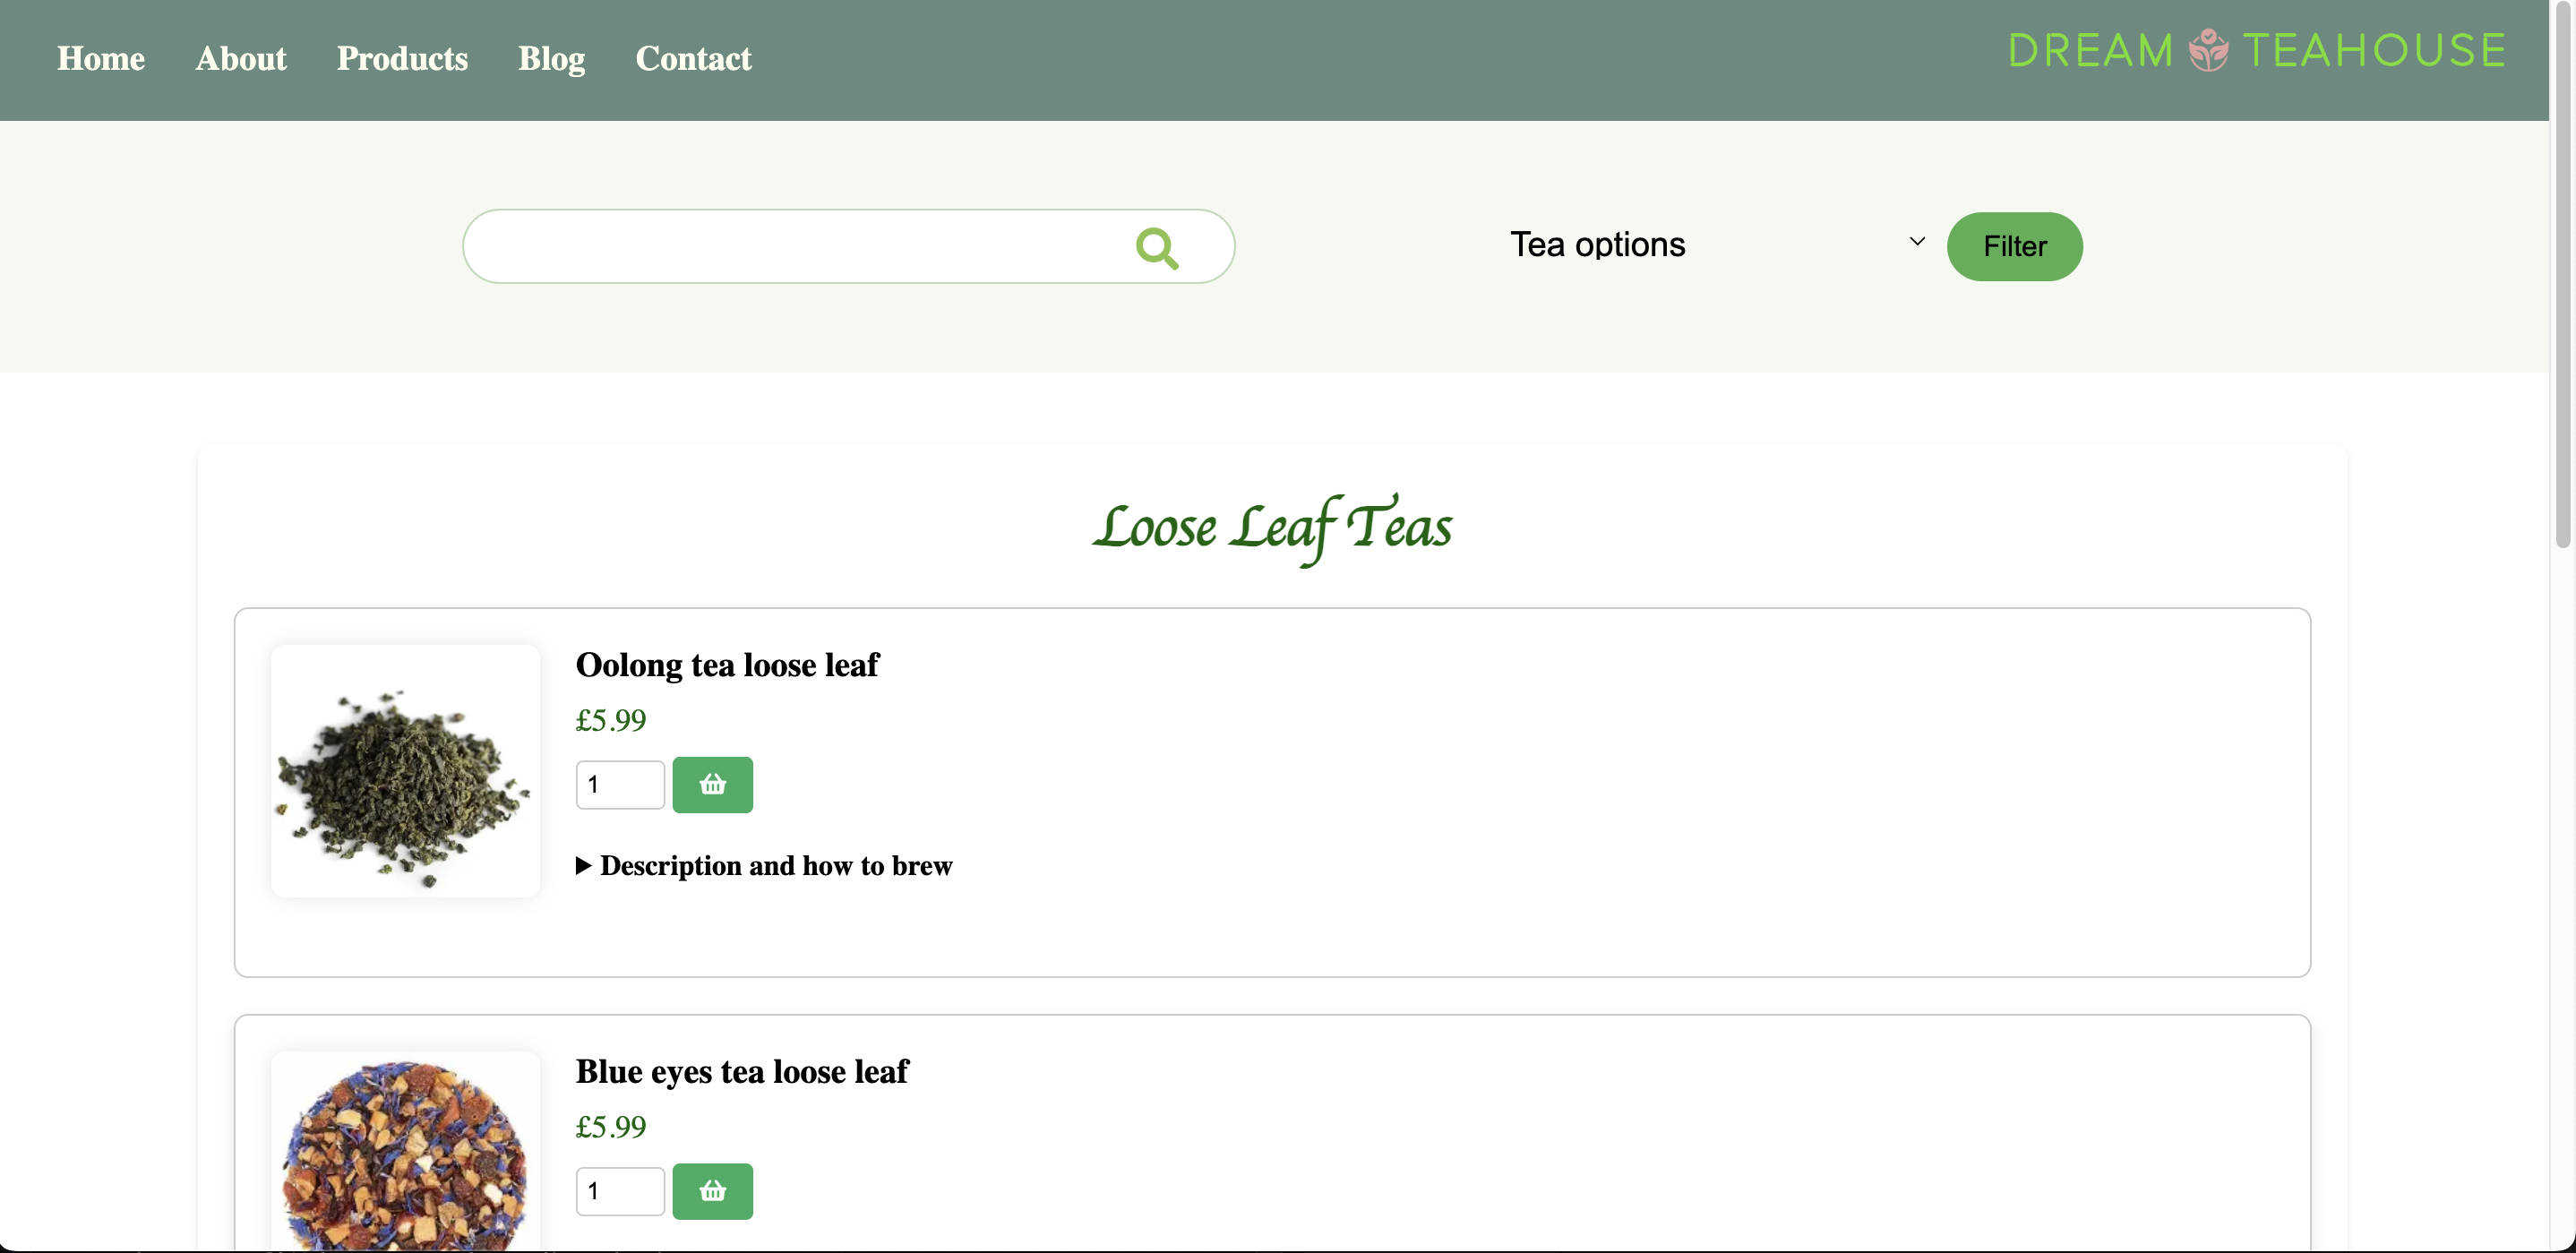 Home About Products Blog Contact
DREAM TEAHOUSE
Tea options
Filter
Loose Leaf Teas
Oolong tea loose leaf
£5.99
1
Description and how to brew
Blue eyes tea loose leaf
£5.99
1